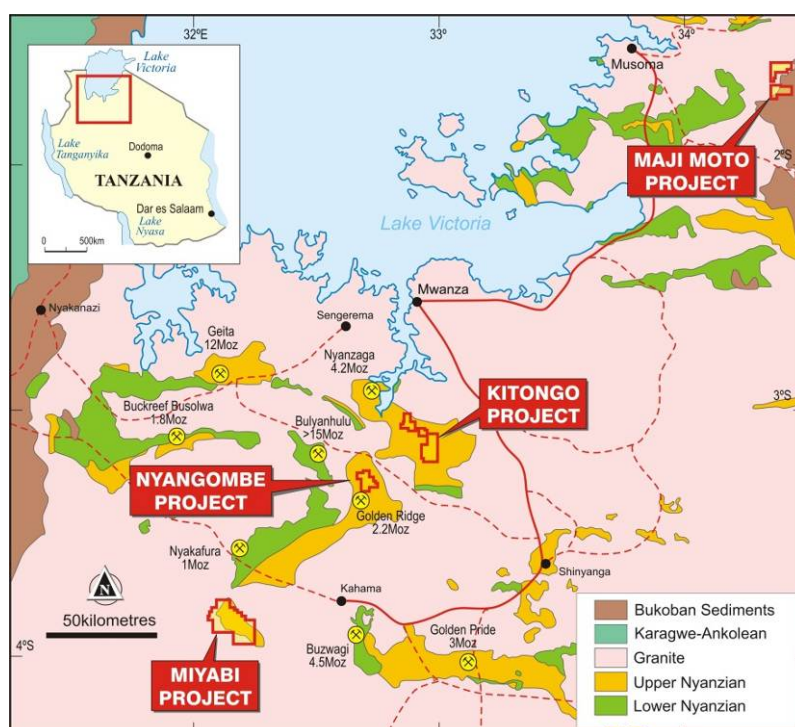 32°E
33°
34°
Lake
Victoria
Lake
Tanganyika
Dodoma
TANZANIA
Dar es Salaam
Lake
Nyasa
0
500km
Musoma
MAJI MOTO
PROJECT
2°S
Lake Victoria
Mwanza
Nyakanazi
Sengerema
Geita
12Moz
Nyanzaga
4.2Moz
KITONGO
PROJECT
3°S
Buckreef Busolwa
1.8Moz
Bulyanhulu
>15Moz
NYANGOMBE
PROJECT
Golden Ridge
2.2Moz
Nyakafura
1Moz
Shinyanga
N
50kilometres
Kahama
4°S
MIYABI
PROJECT
Buzwagi
4.5Moz
Golden Pride
3Moz
Bukoban Sediments
Karagwe-Ankolean
Granite
Upper Nyanzian
Lower Nyanzian